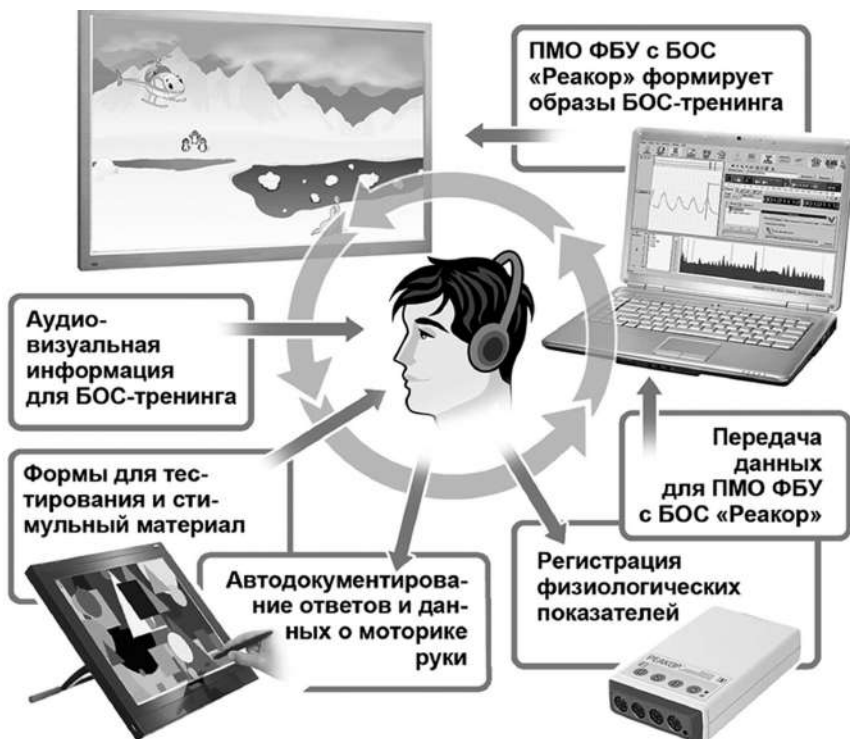 ПМО ФБУ с БОС
«Реакор» формирует
образы БОС-тренинга
Аудио-
визуальная
информация
для БОС-тренинга
Передача
данных
для ПМО ФБУ
с БОС «Реакор»
Формы для тес-
тирования и сти-
мульный материал
Автодокументирова-
ние ответов и дан-
ных о моторике
руки
Регистрация
физиологических
показателей
РЕАКОР